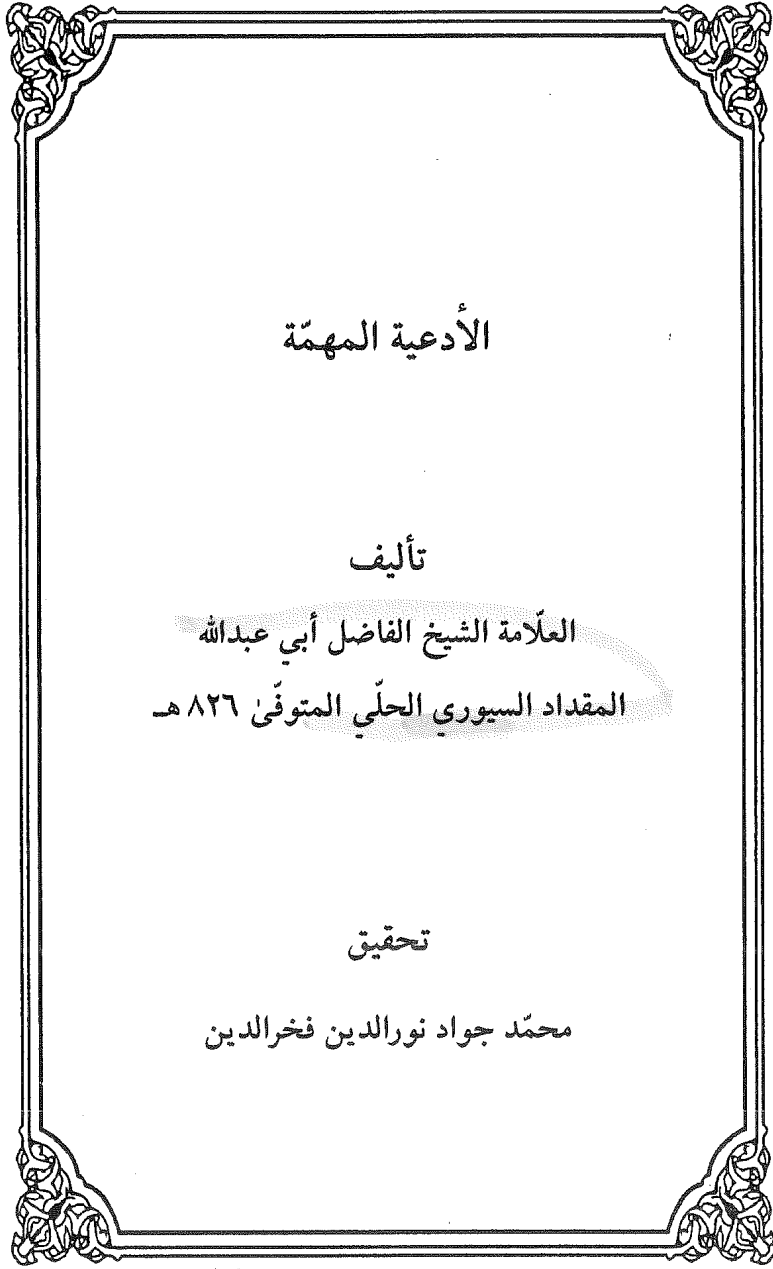 الأدعية المهمّة
تأليف
العلّامة الشيخ الفاضل أبي عبدالله
المقداد السيوري الحلّي المتوفّىٰ ٨٢٦ هـ
تحقيق
محمّد جواد نورالدين فخرالدين